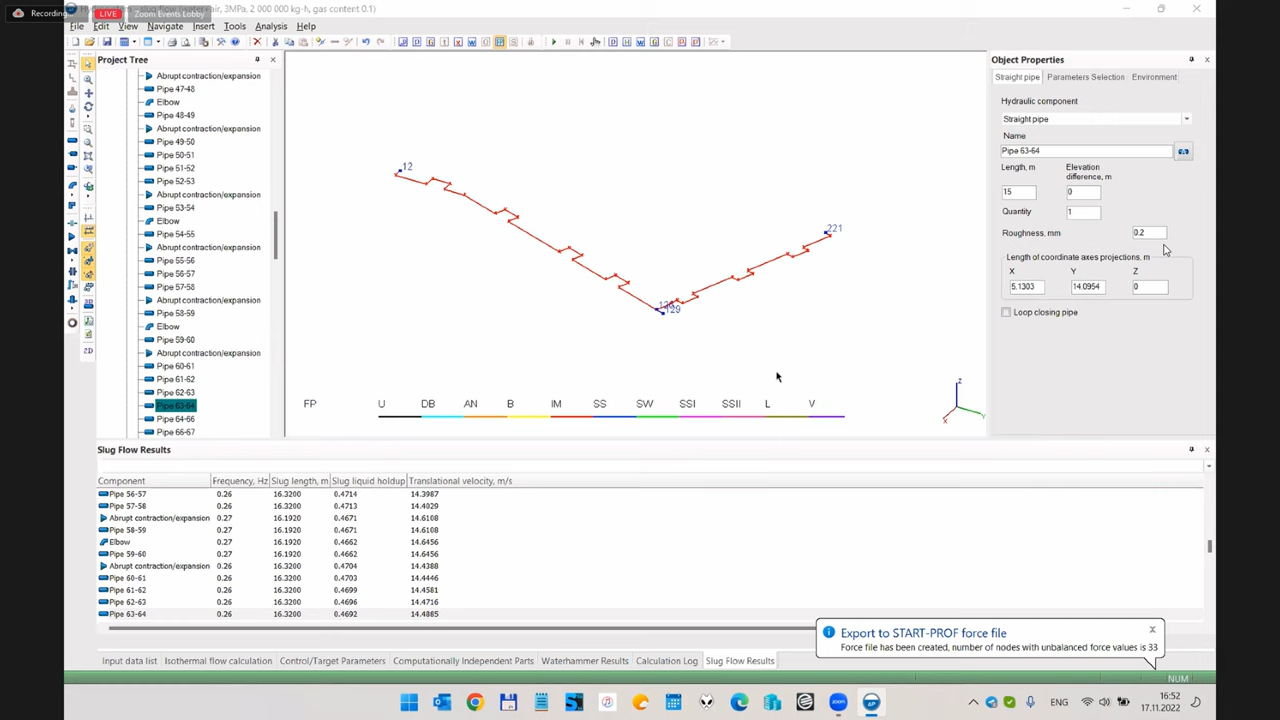 Recording...
LIVE
Zoom Events Lobby
3MPa, 2 000 000 kg-h, gas content 0.1)
File Edit View Navigate Insert Tools Analysis Help
Project Tree
Abrupt contraction/expansion
Pipe 47-48
Elbow
Pipe 48-49
Abrupt contraction/expansion
Pipe 49-50
Pipe 50-51
Pipe 51-52
Pipe 52-53
Abrupt contraction/expansion
Pipe 53-54
Elbow
Pipe 54-55
Abrupt contraction/expansion
Pipe 55-56
Pipe 56-57
Pipe 57-58
Abrupt contraction/expansion
Pipe 58-59
Elbow
Pipe 59-60
Abrupt contraction/expansion
Pipe 60-61
Pipe 61-62
Pipe 62-63
Pipe 63-64
Pipe 64-66
Pipe 66-67
3D
2D
12
221
129
FP U DB AN B IM SS SW SSI SSII L V
Z
Y
X
Object Properties
Straight pipe Parameters Selection Environment
Hydraulic component
Straight pipe
Name
Pipe 63-64
Length, m Elevation difference, m
15 0
Quantity 1
Roughness, mm 0.2
Length of coordinate axes projections, m
X Y Z
5.1303 14.0954 0
Loop closing pipe
Slug Flow Results
Component Frequency, Hz Slug length, m Slug liquid holdup Translational velocity, m/s
Pipe 56-57 0.26 16.3200 0.4714 14.3987
Pipe 57-58 0.26 16.3200 0.4713 14.4029
Abrupt contraction/expansion 0.27 16.1920 0.4671 14.6108
Pipe 58-59 0.27 16.1920 0.4671 14.6108
Elbow 0.27 16.1920 0.4662 14.6456
Pipe 59-60 0.27 16.1920 0.4662 14.6456
Abrupt contraction/expansion 0.26 16.3200 0.4704 14.4388
Pipe 60-61 0.26 16.3200 0.4703 14.4446
Pipe 61-62 0.26 16.3200 0.4699 14.4581
Pipe 62-63 0.26 16.3200 0.4696 14.4716
Pipe 63-64 0.26 16.3200 0.4692 14.4885
Export to START-PROF force file
Force file has been created, number of nodes with unbalanced force values is 33
Input data list Isothermal flow calculation Control/Target Parameters Computationally Independent Parts Waterhammer Results Calculation Log Slug Flow Results
NUM
ENG
16:52
17.11.2022